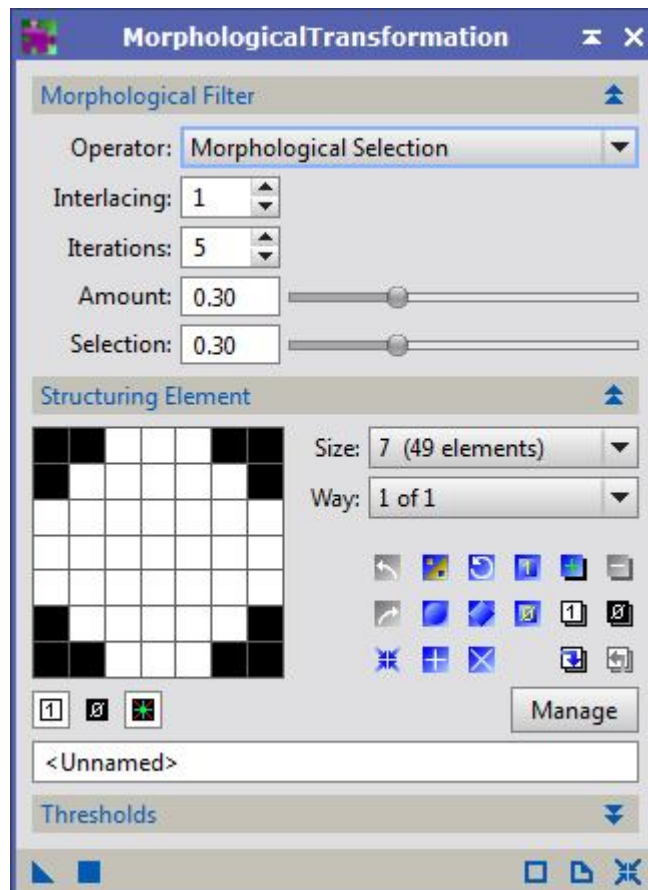 MorphologicalTransformation
Morphological Filter
Operator: Morphological Selection
Interlacing: 1
Iterations: 5
Amount: 0.30
Selection: 0.30
Structuring Element
Size: 7 (49 elements)
Way: 1 of 1
Manage
<Unnamed>
Thresholds